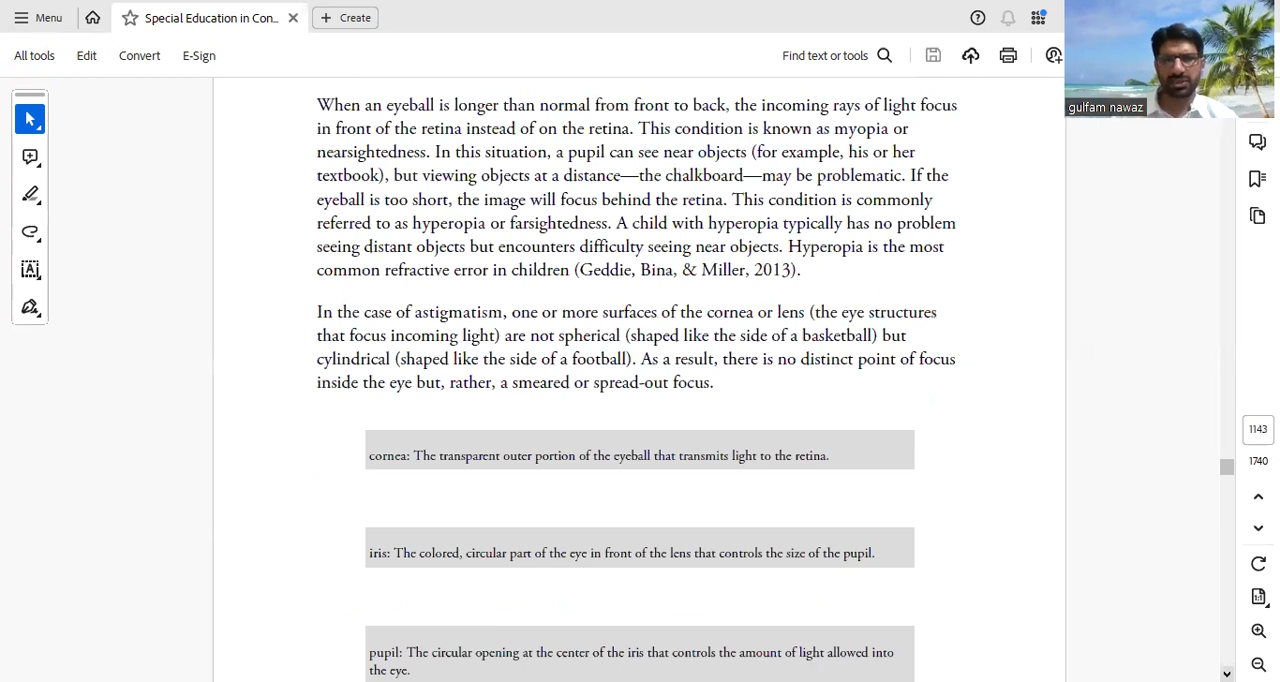 Menu
Special Education in Con...
Create
All tools
Edit
Convert
E-Sign
Find text or tools
gulfam nawaz
When an eyeball is longer than normal from front to back, the incoming rays of light focus
in front of the retina instead of on the retina. This condition is known as myopia or
nearsightedness. In this situation, a pupil can see near objects (for example, his or her
textbook), but viewing objects at a distance—the chalkboard—may be problematic. If the
eyeball is too short, the image will focus behind the retina. This condition is commonly
referred to as hyperopia or farsightedness. A child with hyperopia typically has no problem
seeing distant objects but encounters difficulty seeing near objects. Hyperopia is the most
common refractive error in children (Geddie, Bina, & Miller, 2013).
In the case of astigmatism, one or more surfaces of the cornea or lens (the eye structures
that focus incoming light) are not spherical (shaped like the side of a basketball) but
cylindrical (shaped like the side of a football). As a result, there is no distinct point of focus
inside the eye but, rather, a smeared or spread-out focus.
cornea: The transparent outer portion of the eyeball that transmits light to the retina.
iris: The colored, circular part of the eye in front of the lens that controls the size of the pupil.
pupil: The circular opening at the center of the iris that controls the amount of light allowed into
the eye.
1143
1740
1:1